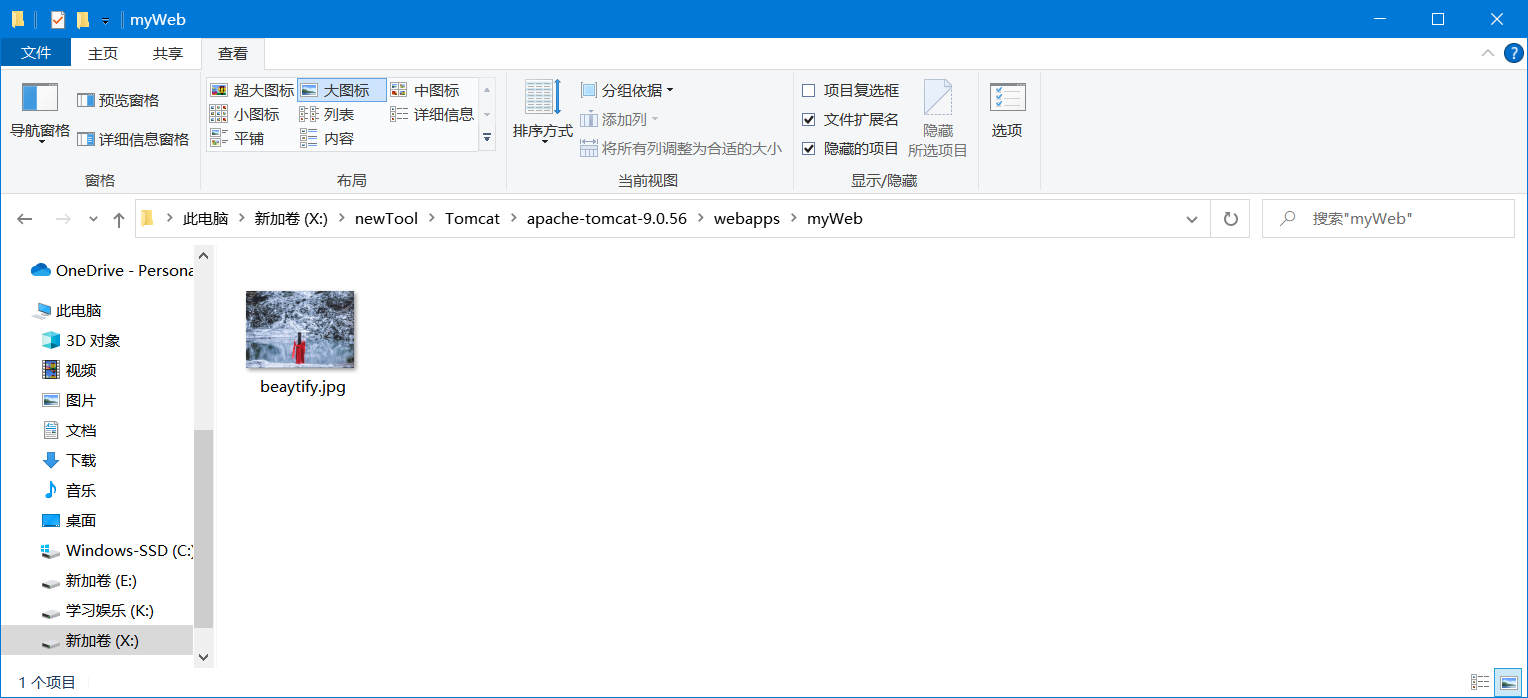 myWeb
文件 主页 共享 查看
导航窗格
预览窗格
详细信息窗格
窗格
超大图标 大图标 中图标
小图标 列表 详细信息
平铺 内容
布局
排序方式
分组依据
添加列
将所有列调整为合适的大小
当前视图
项目复选框
文件扩展名
隐藏的项目
隐藏
所选项目
显示/隐藏
选项
此电脑 新加卷 (X:) newTool Tomcat apache-tomcat-9.0.56 webapps myWeb
搜索"myWeb"
OneDrive - Persona
此电脑
3D 对象
视频
图片
文档
下载
音乐
桌面
Windows-SSD (C:)
新加卷 (E:)
学习娱乐 (K:)
新加卷 (X:)
beaytify.jpg
1 个项目